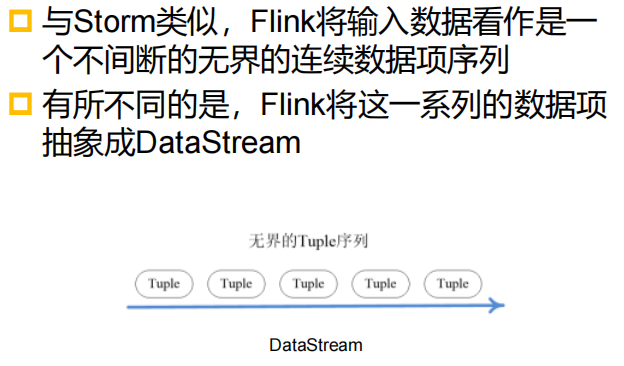 与Storm类似，Flink将输入数据看作是一
个不间断的无界的连续数据项序列
有所不同的是，Flink将这一系列的数据项
抽象成DataStream
无界的Tuple序列
Tuple Tuple Tuple Tuple Tuple
DataStream